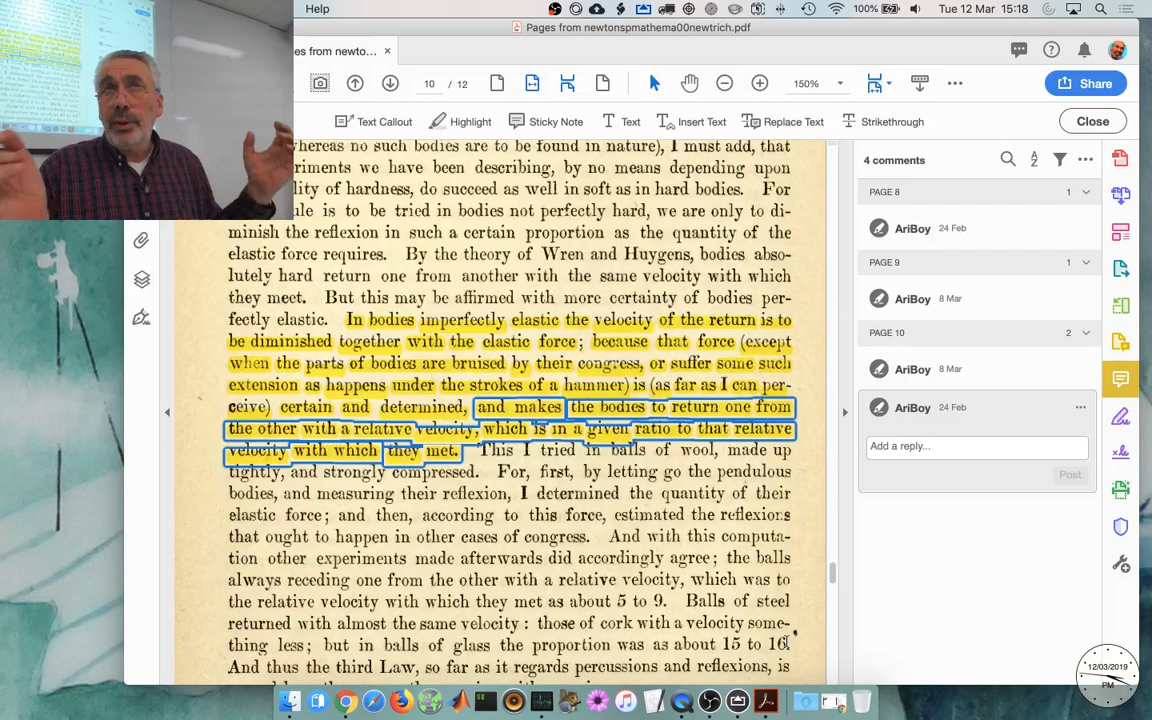 Help
100%
Tue 12 Mar 15:18
Pages from newtonspmathema00newtrich.pdf
es from newto...
10 / 12
150%
Share
Text Callout
Highlight
Sticky Note
Text
Insert Text
Replace Text
Strikethrough
Close
whereas no such bodies are to be found in nature), I must add, that
riments we have been describing, by no means depending upon
lity of hardness, do succeed as well in soft as in hard bodies. For
ule is to be tried in bodies not perfectly hard, we are only to di-
minish the reflexion in such a certain proportion as the quantity of the
elastic force requires. By the theory of Wren and Huygens, bodies abso-
lutely hard return one from another with the same velocity with which
they meet. But this may be affirmed with more certainty of bodies per-
fectly elastic. In bodies imperfectly elastic the velocity of the return is to
be diminished together with the elastic force; because that force (except
when the parts of bodies are bruised by their congress, or suffer some such
extension as happens under the strokes of a hammer) is (as far as I can per-
ceive) certain and determined, and makes the bodies to return one from
the other with a relative velocity, which is in a given ratio to that relative
velocity with which they met. This I tried in balls of wool, made up
tightly, and strongly compressed. For, first, by letting go the pendulous
bodies, and measuring their reflexion, I determined the quantity of their
elastic force; and then, according to this force, estimated the reflexions
that ought to happen in other cases of congress. And with this computa-
tion other experiments made afterwards did accordingly agree; the balls
always receding one from the other with a relative velocity, which was to
the relative velocity with which they met as about 5 to 9. Balls of steel
returned with almost the same velocity: those of cork with a velocity some-
thing less; but in balls of glass the proportion was as about 15 to 16.
And thus the third Law, so far as it regards percussions and reflexions, is
4 comments
PAGE 8
1
AriBoy 24 Feb
PAGE 9
1
AriBoy 8 Mar
PAGE 10
2
AriBoy 8 Mar
AriBoy 24 Feb
Add a reply...
Post
12/03/2019
PM